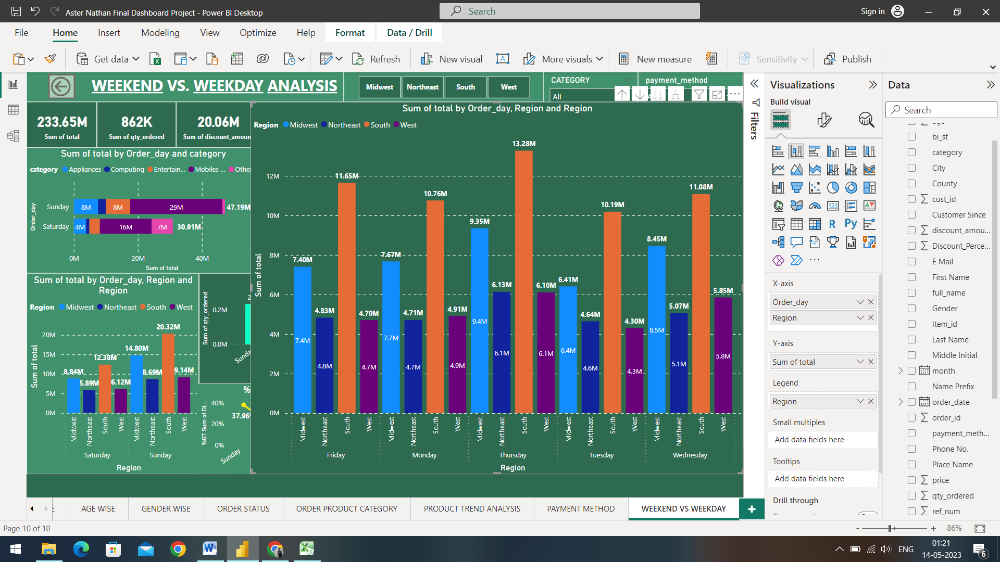 Aster Nathan Final Dashboard Project - Power BI Desktop
Search
Sign in
File
Home
Insert
Modeling
View
Optimize
Help
Format
Data / Drill
Get data
Refresh
New visual
More visuals
New measure
Sensitivity
Publish
WEEKEND VS. WEEKDAY ANALYSIS
Midwest
Northeast
South
West
CATEGORY
All
payment_method
233.65M
Sum of total
862K
Sum of qty_ordered
20.06M
Sum of discount_amoun
Sum of total by Order_day and category
category Appliances Computing Entertain... Mobiles ... Other
Order_day
Sunday 8M 8M 29M 47.19M
Saturday 4M 16M 7M 30.91M
0M 20M 40M
Sum of total
Sum of total by Order_day, Region and
Region
Region Midwest Northeast South West
Sum of total
20M
15M
10M
5M
0M
8.84M
5.89M
12.38M
6.12M
14.80M
8.69M
20.32M
9.14M
Midwest
Northeast
South
West
Midwest
Northeast
South
West
Saturday
Sunday
Region
Sum of qty_ordered
0.2M
0.0M
2
Sunda
%
%GT Sum of Di...
40%
20%
0%
37.96
Sunday
Sum of total by Order_day, Region and Region
Region Midwest Northeast South West
Sum of total
12M
10M
8M
6M
4M
2M
0M
7.40M
7.4M
4.83M
4.8M
11.65M
4.70M
4.7M
7.67M
7.7M
4.71M
4.7M
10.76M
4.91M
4.9M
9.35M
9.4M
6.13M
6.1M
13.28M
6.10M
6.1M
6.41M
6.4M
4.64M
4.6M
10.19M
4.30M
4.3M
8.45M
8.5M
5.07M
5.1M
11.08M
5.85M
5.8M
Midwest
Northeast
South
West
Midwest
Northeast
South
West
Midwest
Northeast
South
West
Midwest
Northeast
South
West
Midwest
Northeast
South
West
Friday
Monday
Thursday
Tuesday
Wednesday
Region
Filters
Visualizations
Build visual
123
R
Py
X-axis
Order_day
Region
Y-axis
Sum of total
Legend
Region
Small multiples
Add data fields here
Tooltips
Add data fields here
Drill through
Data
Search
bi_st
category
City
County
cust_id
Customer Since
discount_amou...
Discount_Perce...
E Mail
First Name
full_name
Gender
item_id
Last Name
Middle Initial
month
Name Prefix
order_date
order_id
payment_meth...
Phone No.
Place Name
price
qty_ordered
ref_num
E
AGE WISE
GENDER WISE
ORDER STATUS
ORDER PRODUCT CATEGORY
PRODUCT TREND ANALYSIS
PAYMENT METHOD
WEEKEND VS WEEKDAY
+
Page 10 of 10
- + 86%
ENG
01:21
14-05-2023
6